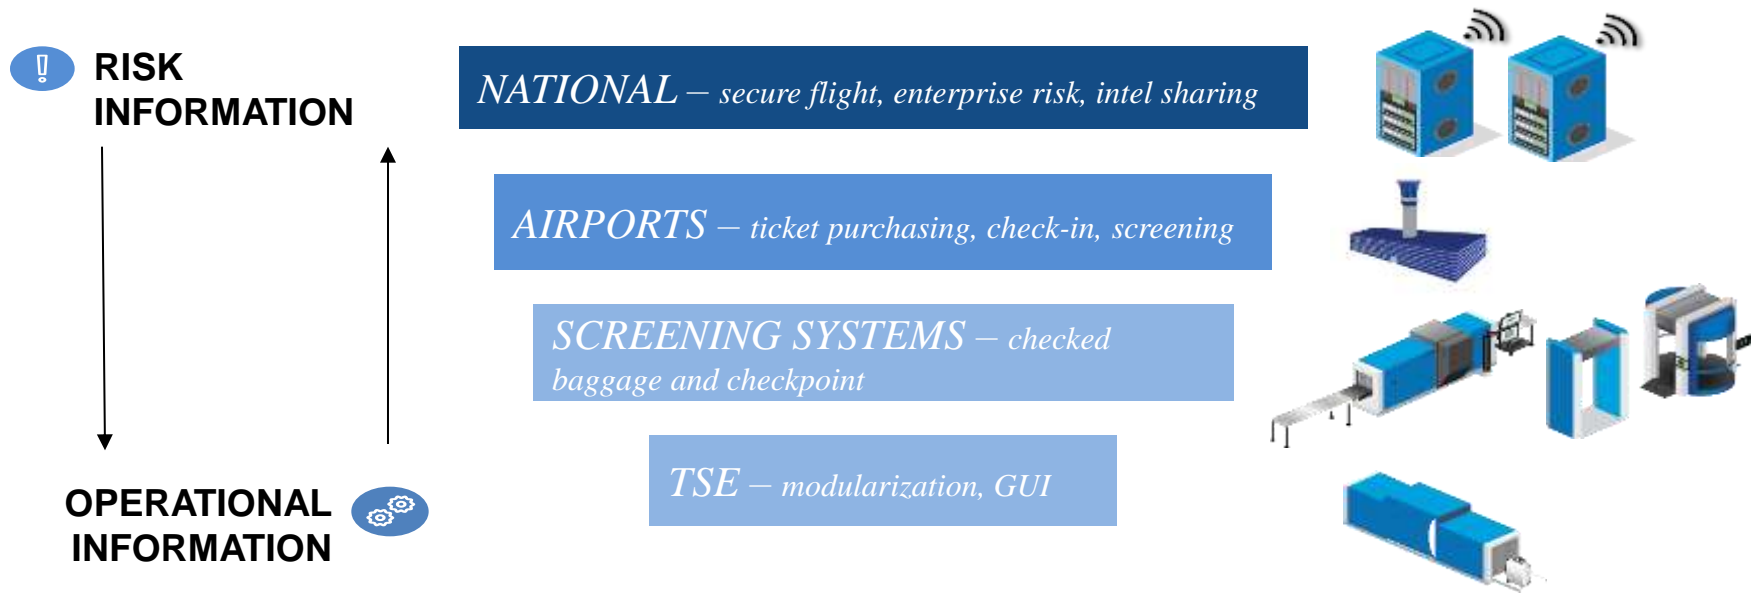 RISK
INFORMATION
NATIONAL – secure flight, enterprise risk, intel sharing
AIRPORTS – ticket purchasing, check-in, screening
SCREENING SYSTEMS – checked
baggage and checkpoint
TSE – modularization, GUI
OPERATIONAL
INFORMATION